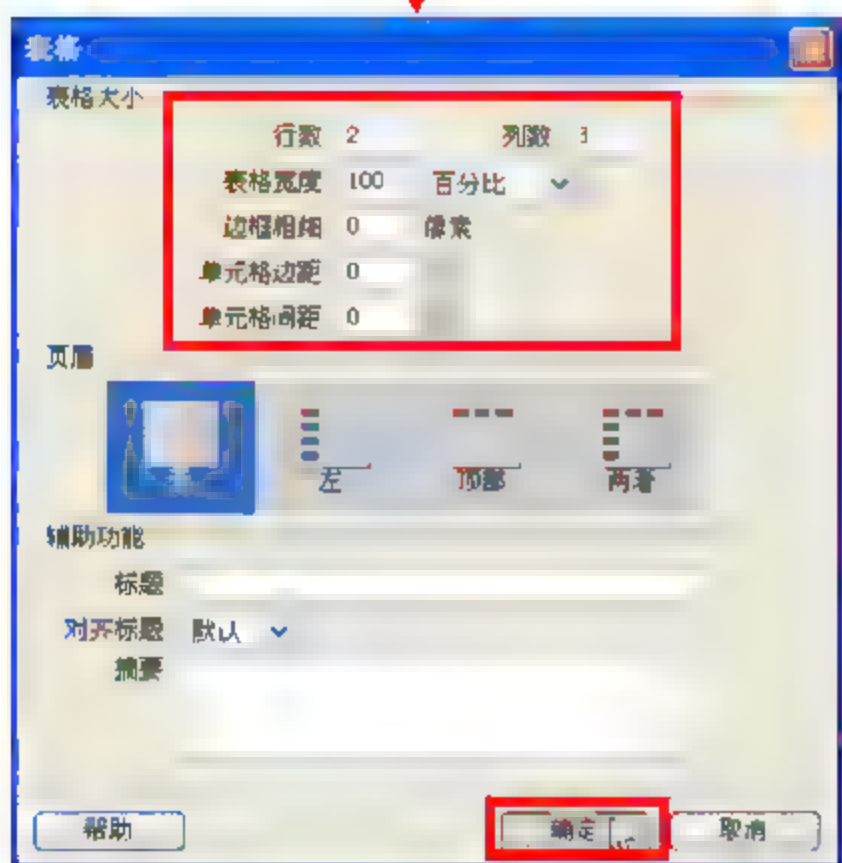 表格
表格大小
行数 2 列数 3
表格宽度 100 百分比
边框粗细 0 像素
单元格边距 0
单元格间距 0
页眉
左 顶部 两者
辅助功能
标题
对齐标题 默认
摘要
帮助 确定 取消